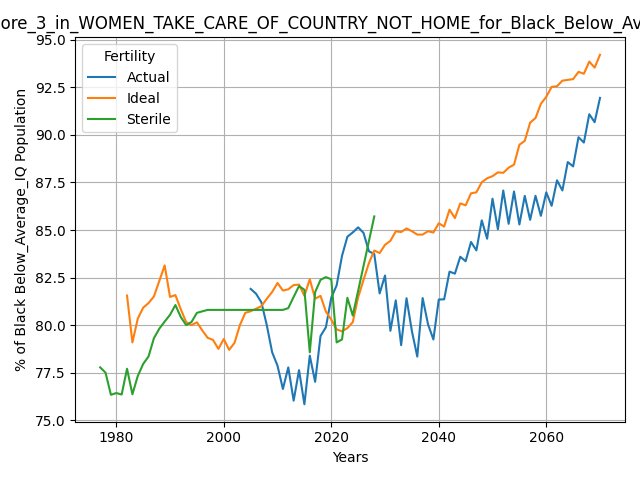 ore_3_in_WOMEN_TAKE_CARE_OF_COUNTRY_NOT_HOME_for_Black_Below_Av
Fertility
Actual
Ideal
Sterile
% of Black Below_Average_IQ Population
95.0
92.5
90.0
87.5
85.0
82.5
80.0
77.5
75.0
1980
2000
2020
2040
2060
Years